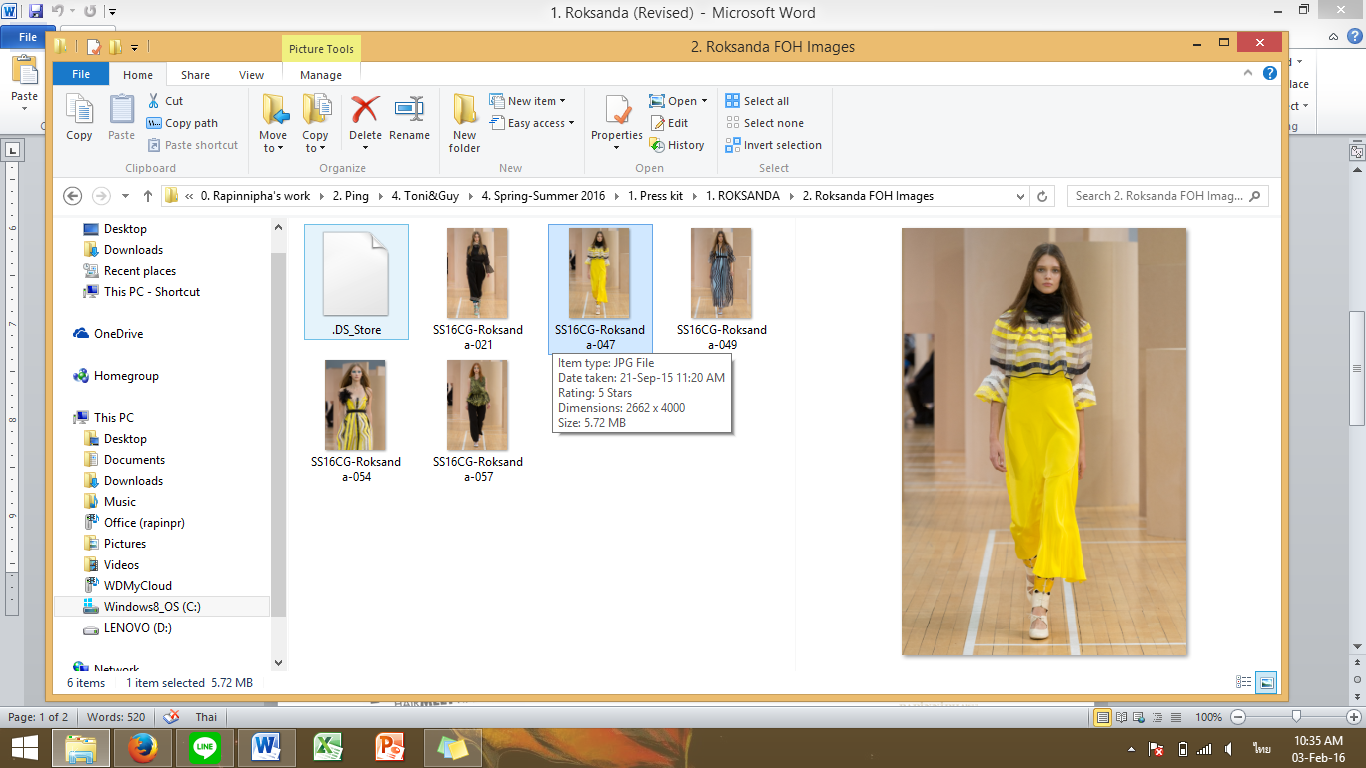 1. Roksanda (Revised) - Microsoft Word
File
Paste
2. Roksanda FOH Images
Picture Tools
File
Home
Share
View
Manage
Copy
Paste
Cut
Copy path
Paste shortcut
Clipboard
Move to
Copy to
Delete
Rename
Organize
New folder
New item
Easy access
New
Properties
Open
Edit
History
Open
Select all
Select none
Invert selection
Select
« 0. Rapinnipha's work 2. Ping 4. Toni&Guy 4. Spring-Summer 2016 1. Press kit 1. ROKSANDA 2. Roksanda FOH Images
Search 2. Roksanda FOH Imag...
Desktop
Downloads
Recent places
This PC - Shortcut
OneDrive
Homegroup
This PC
Desktop
Documents
Downloads
Music
Office (rapinpr)
Pictures
Videos
WDMyCloud
Windows8_OS (C:)
LENOVO (D:)
Network
.DS_Store
SS16CG-Roksand
a-021
SS16CG-Roksand
a-047
SS16CG-Roksand
a-049
SS16CG-Roksand
a-054
SS16CG-Roksand
a-057
Item type: JPG File
Date taken: 21-Sep-15 11:20 AM
Rating: 5 Stars
Dimensions: 2662 x 4000
Size: 5.72 MB
6 items 1 item selected 5.72 MB
Page: 1 of 2 Words: 520 Thai 100%
LINE
ไทย
10:35 AM
03-Feb-16